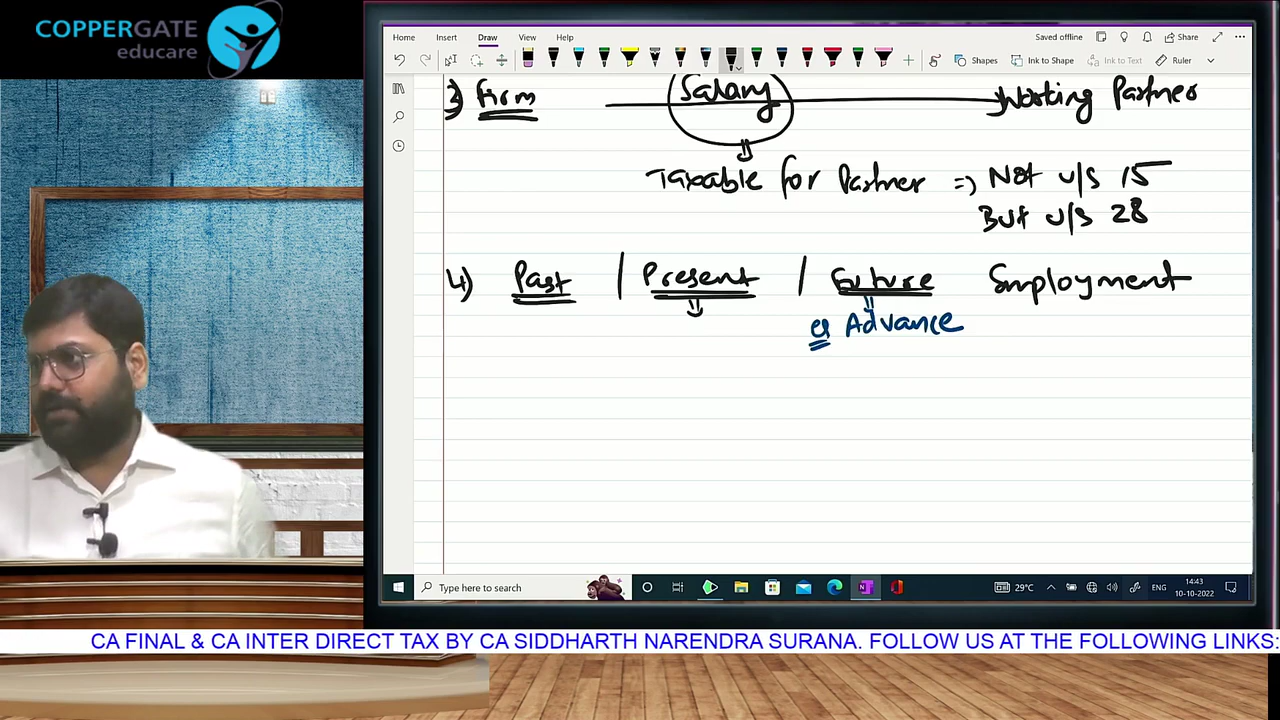 COPPERGATE
educare
Home Insert Draw View Help
Saved offline
Share
Shapes
Ink to Shape
Ink to Text
Ruler
3) Firm Salary Working Partner
Taxable for Partner => Not u/s 15
But u/s 28
4) Past | Present | Future Employment
eg Advance
Type here to search
29°C
ENG
14:43
10-10-2022
CA FINAL & CA INTER DIRECT TAX BY CA SIDDHARTH NARENDRA SURANA. FOLLOW US AT THE FOLLOWING LINKS: